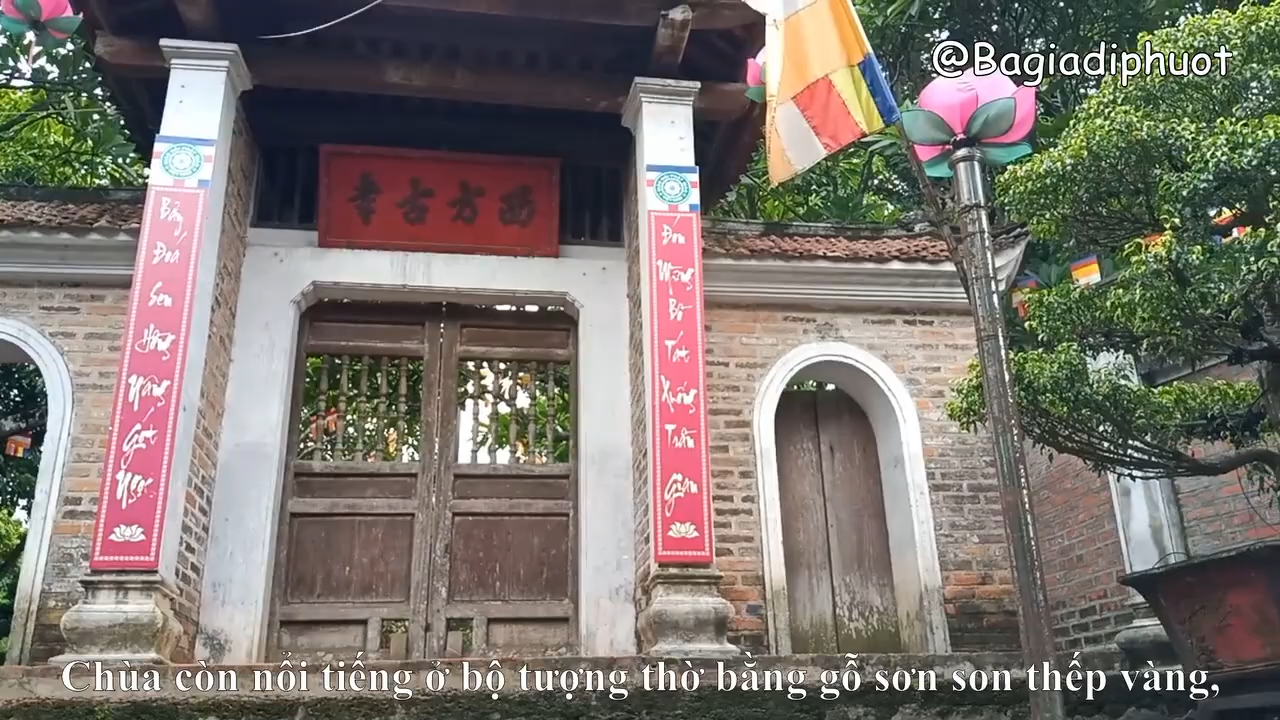 @Bagiadiphuot
西方古寺
Bảy
Đoá
Sen
Hồng
Nâng
Gót
Ngọc
Đón
Mừng
Bồ
Tát
Xuống
Trần
Gian
Chùa còn nổi tiếng ở bộ tượng thờ bằng gỗ sơn son thếp vàng,